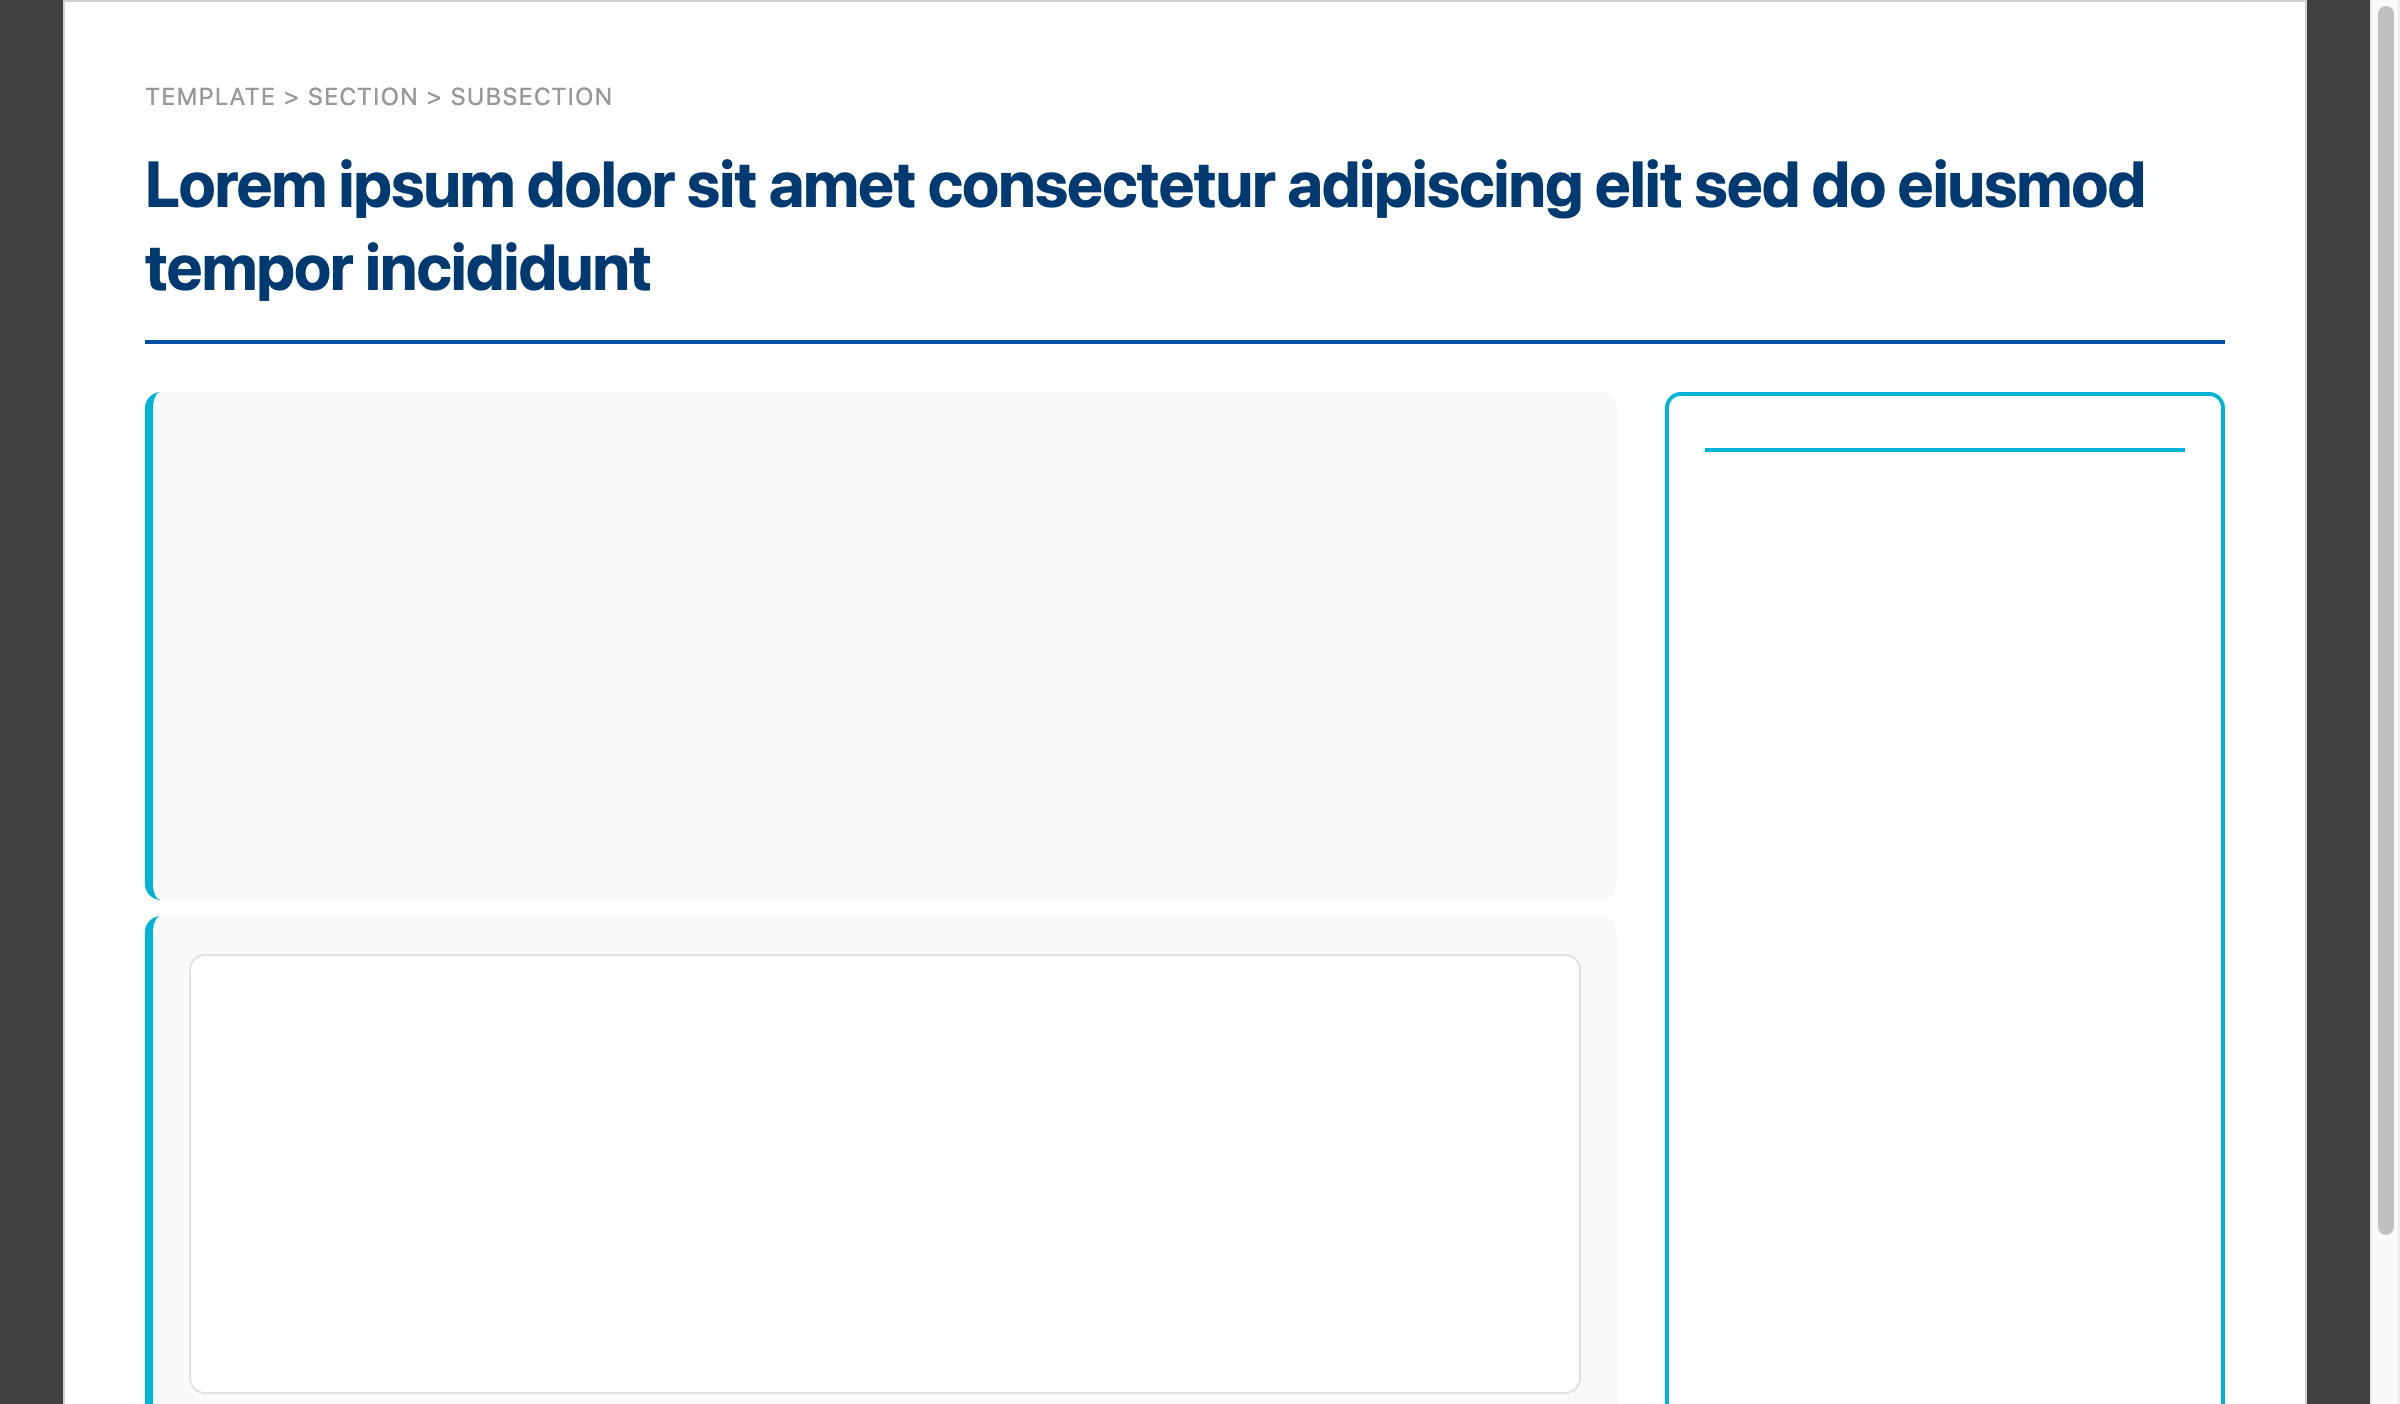 TEMPLATE > SECTION > SUBSECTION
Lorem ipsum dolor sit amet consectetur adipiscing elit sed do eiusmod
tempor incididunt